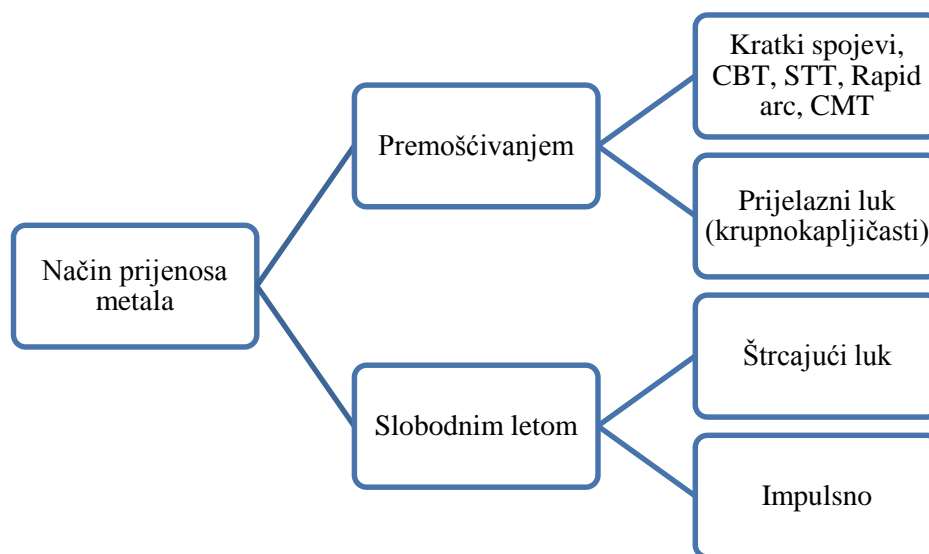 Način prijenosa
metala
Premošćivanjem
Kratki spojevi,
CBT, STT, Rapid
arc, CMT
Prijelazni luk
(krupnokapljičasti)
Slobodnim letom
Štrcajući luk
Impulsno